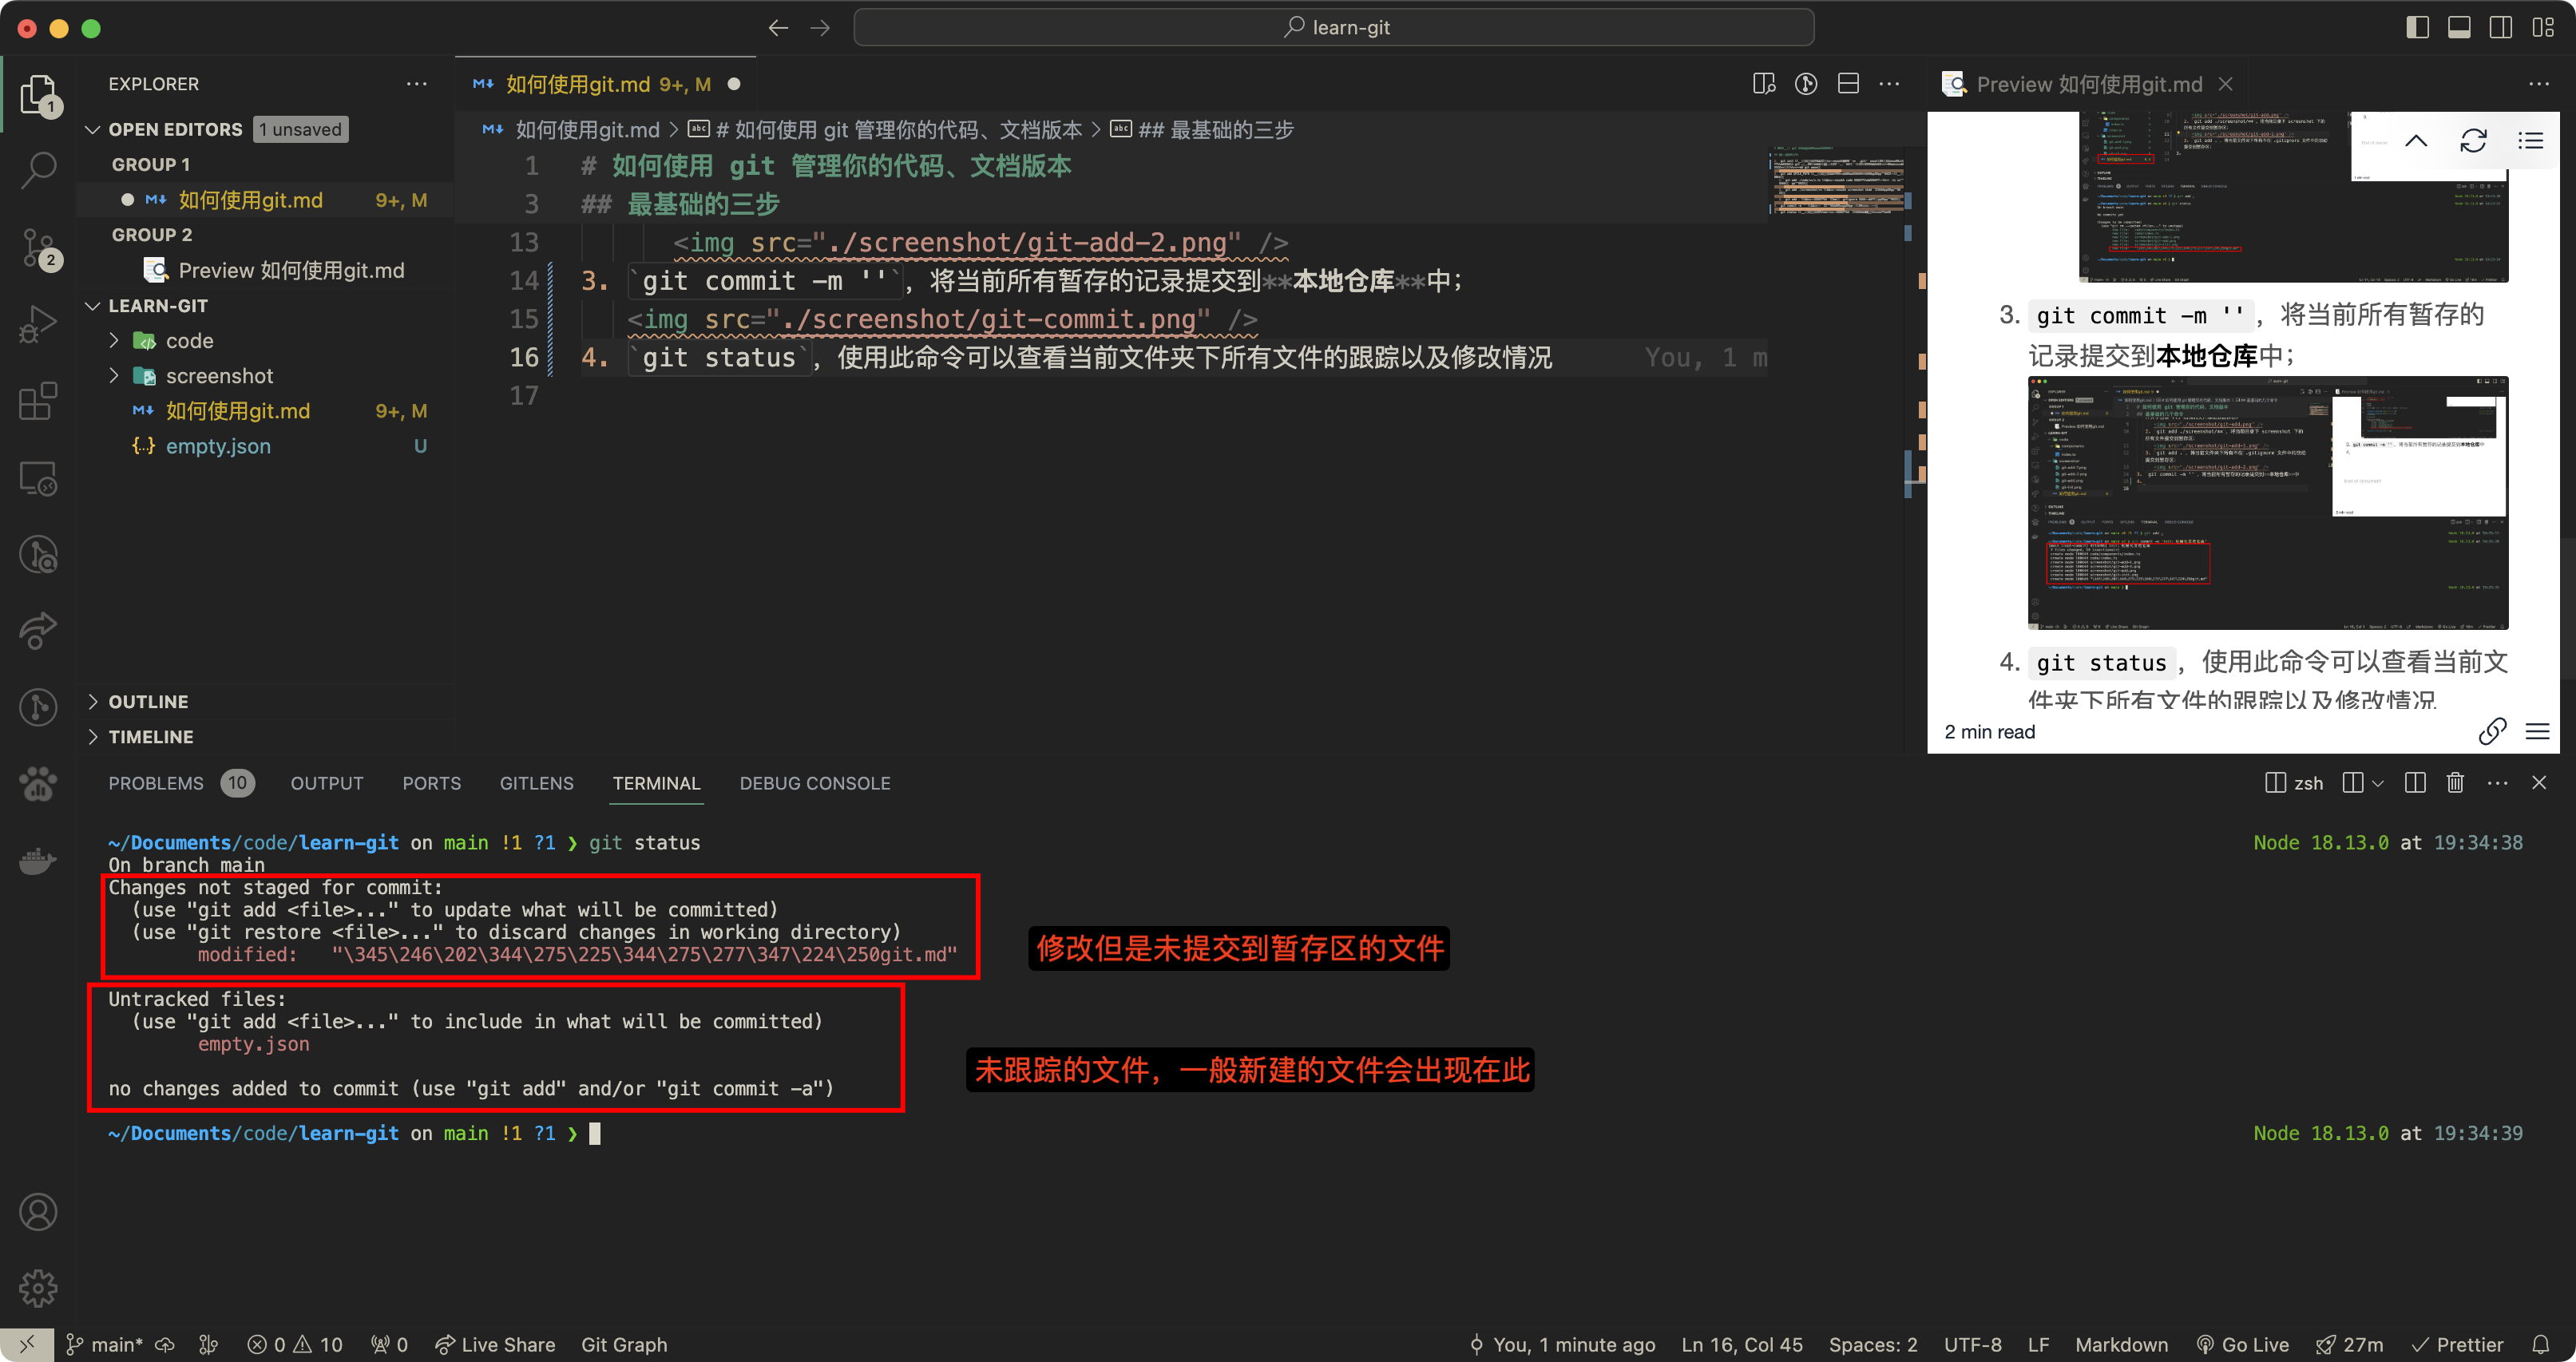 learn-git
EXPLORER
OPEN EDITORS 1 unsaved
GROUP 1
如何使用git.md 9+, M
GROUP 2
Preview 如何使用git.md
LEARN-GIT
code
screenshot
如何使用git.md 9+, M
empty.json U
OUTLINE
TIMELINE
1
2
如何使用git.md 9+, M
如何使用git.md > # 如何使用 git 管理你的代码、文档版本 > ## 最基础的三步
1 # 如何使用 git 管理你的代码、文档版本
3 ## 最基础的三步
13 <img src="./screenshot/git-add-2.png" />
14 3. `git commit -m ''`，将当前所有暂存的记录提交到**本地仓库**中；
15 <img src="./screenshot/git-commit.png" />
16 4. `git status`，使用此命令可以查看当前文件夹下所有文件的跟踪以及修改情况 You, 1 m
17
Preview 如何使用git.md
3. git commit -m ''，将当前所有暂存的
记录提交到本地仓库中；
4. git status，使用此命令可以查看当前文
件夹下所有文件的跟踪以及修改情况
2 min read
PROBLEMS 10 OUTPUT PORTS GITLENS TERMINAL DEBUG CONSOLE
zsh
~/Documents/code/learn-git on main !1 ?1 ❯ git status Node 18.13.0 at 19:34:38
On branch main
Changes not staged for commit:
(use "git add <file>..." to update what will be committed)
(use "git restore <file>..." to discard changes in working directory)
modified: "\345\246\202\344\275\225\344\275\277\347\224\250git.md"
修改但是未提交到暂存区的文件
Untracked files:
(use "git add <file>..." to include in what will be committed)
empty.json
未跟踪的文件，一般新建的文件会出现在此
no changes added to commit (use "git add" and/or "git commit -a")
~/Documents/code/learn-git on main !1 ?1 ❯ Node 18.13.0 at 19:34:39
main* 0 10 0 Live Share Git Graph You, 1 minute ago Ln 16, Col 45 Spaces: 2 UTF-8 LF Markdown Go Live 27m Prettier